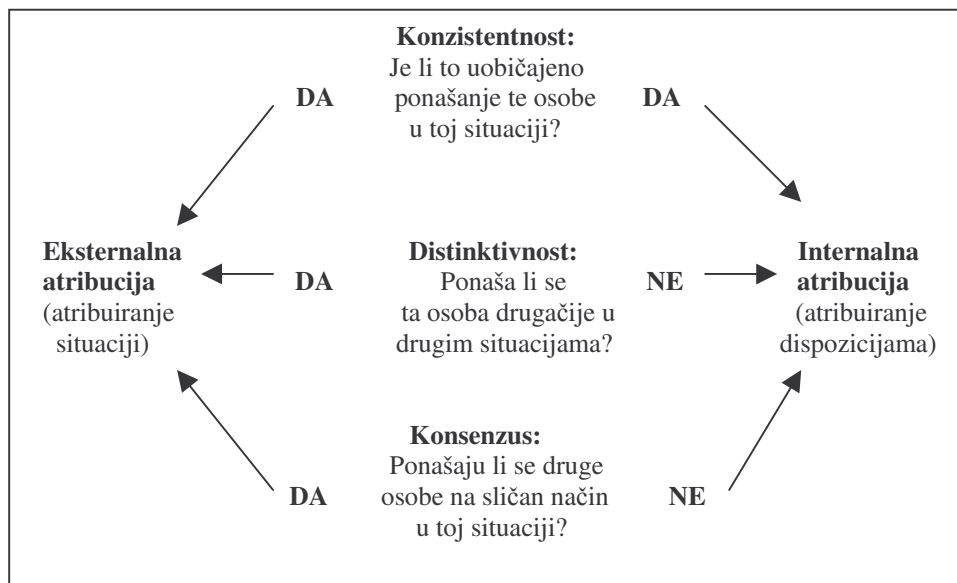 Konzistentnost:
Je li to uobičajeno
DA ponašanje te osobe DA
u toj situaciji?
Eksternalna
atribucija
(atribuiranje
situaciji)
DA
Distinktivnost:
Ponaša li se
ta osoba drugačije u
drugim situacijama?
NE
Internalna
atribucija
(atribuiranje
dispozicijama)
Konsenzus:
Ponašaju li se druge
DA osobe na sličan način NE
u toj situaciji?